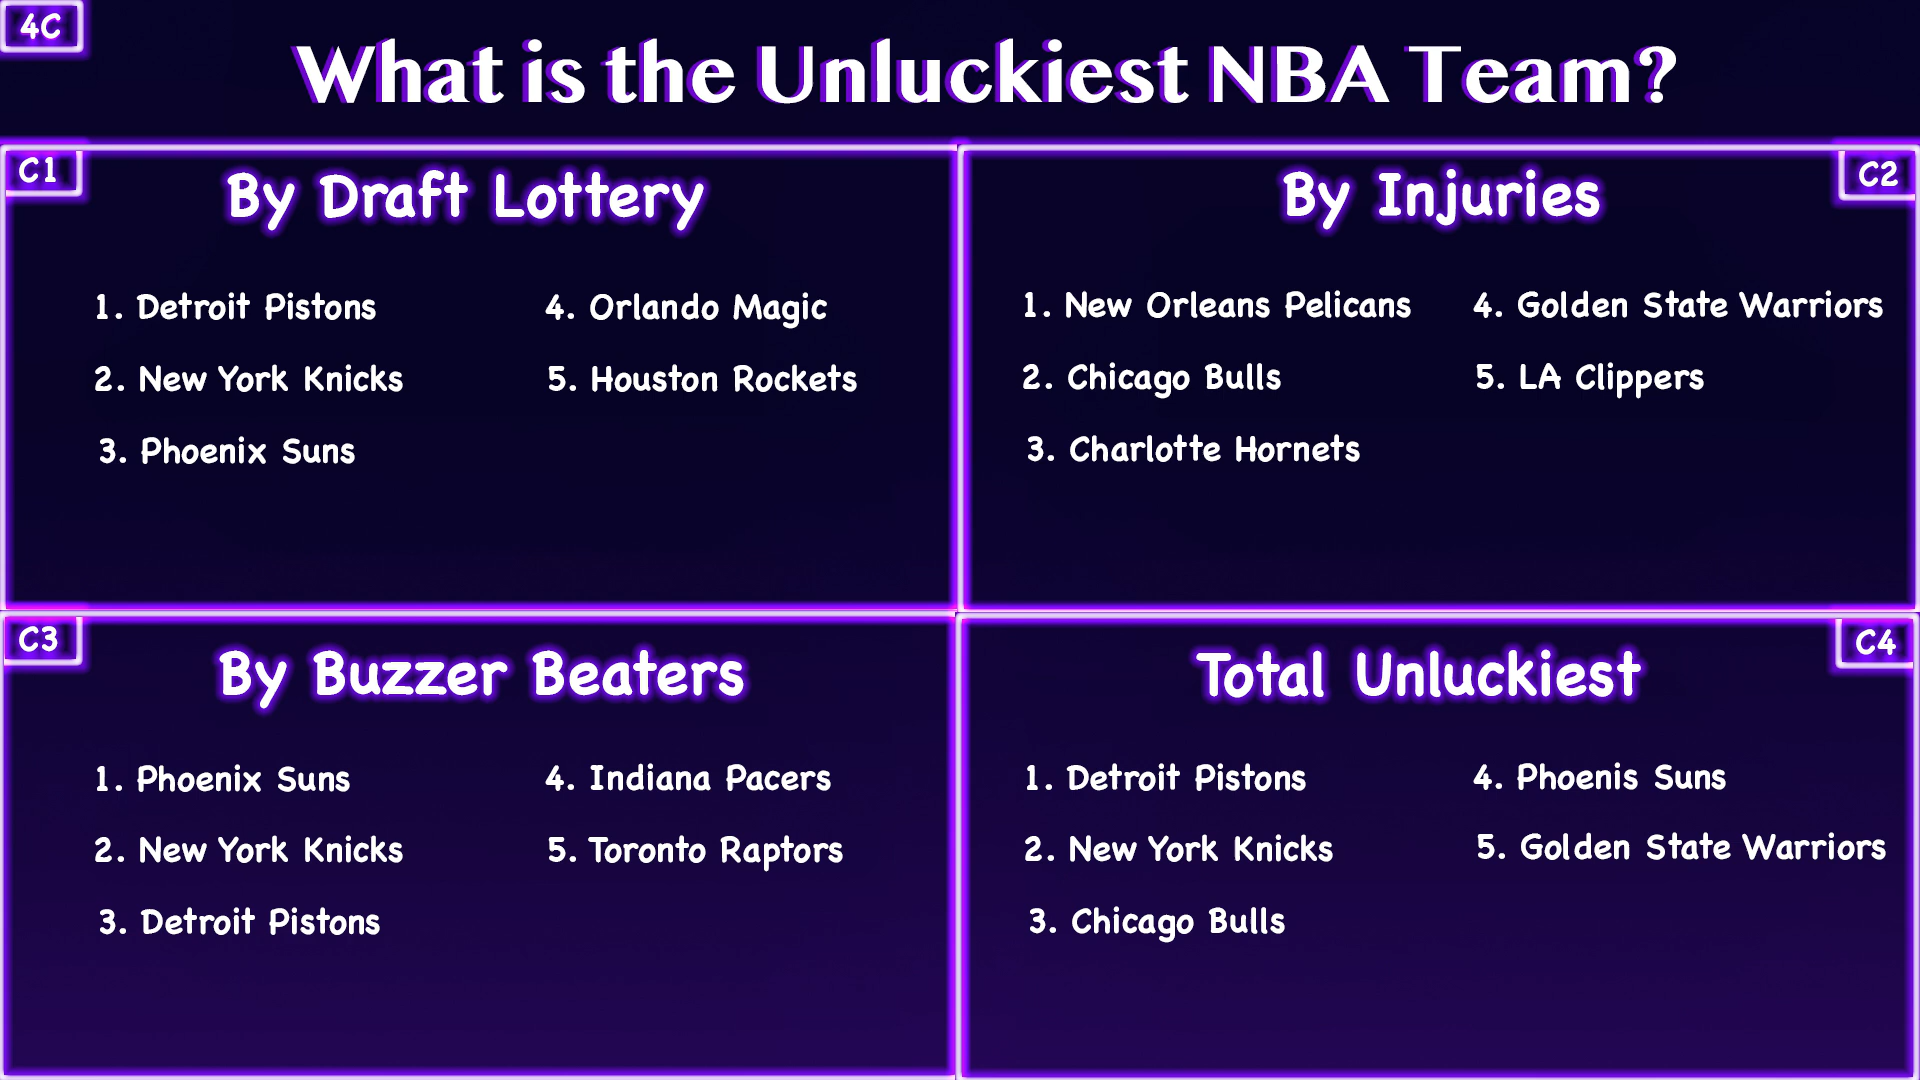 4C
What is the Unluckiest NBA Team?
C1
By Draft Lottery
1. Detroit Pistons
2. New York Knicks
3. Phoenix Suns
4. Orlando Magic
5. Houston Rockets
C2
By Injuries
1. New Orleans Pelicans
2. Chicago Bulls
3. Charlotte Hornets
4. Golden State Warriors
5. LA Clippers
C3
By Buzzer Beaters
1. Phoenix Suns
2. New York Knicks
3. Detroit Pistons
4. Indiana Pacers
5. Toronto Raptors
C4
Total Unluckiest
1. Detroit Pistons
2. New York Knicks
3. Chicago Bulls
4. Phoenis Suns
5. Golden State Warriors